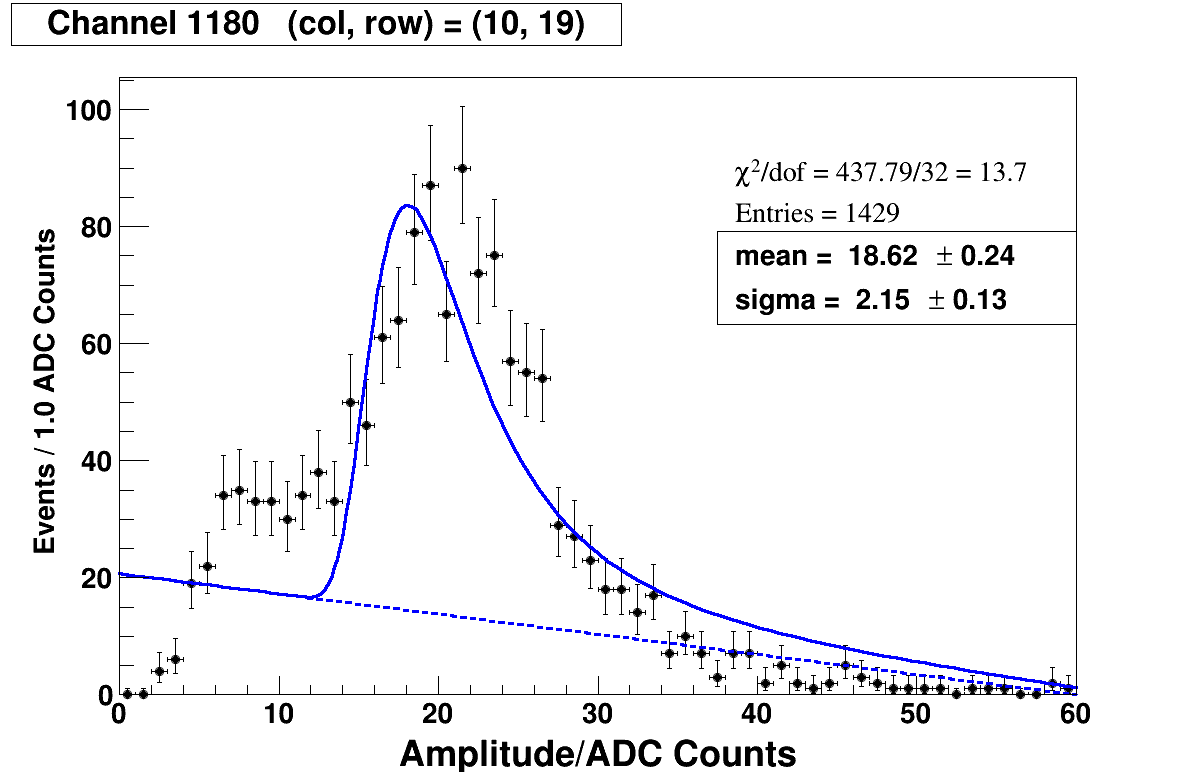 Channel 1180 (col, row) = (10, 19)
χ²/dof = 437.79/32 = 13.7
Entries = 1429
mean = 18.62 ± 0.24
sigma = 2.15 ± 0.13
Events / 1.0 ADC Counts
100
80
60
40
20
0
0 10 20 30 40 50 60
Amplitude/ADC Counts